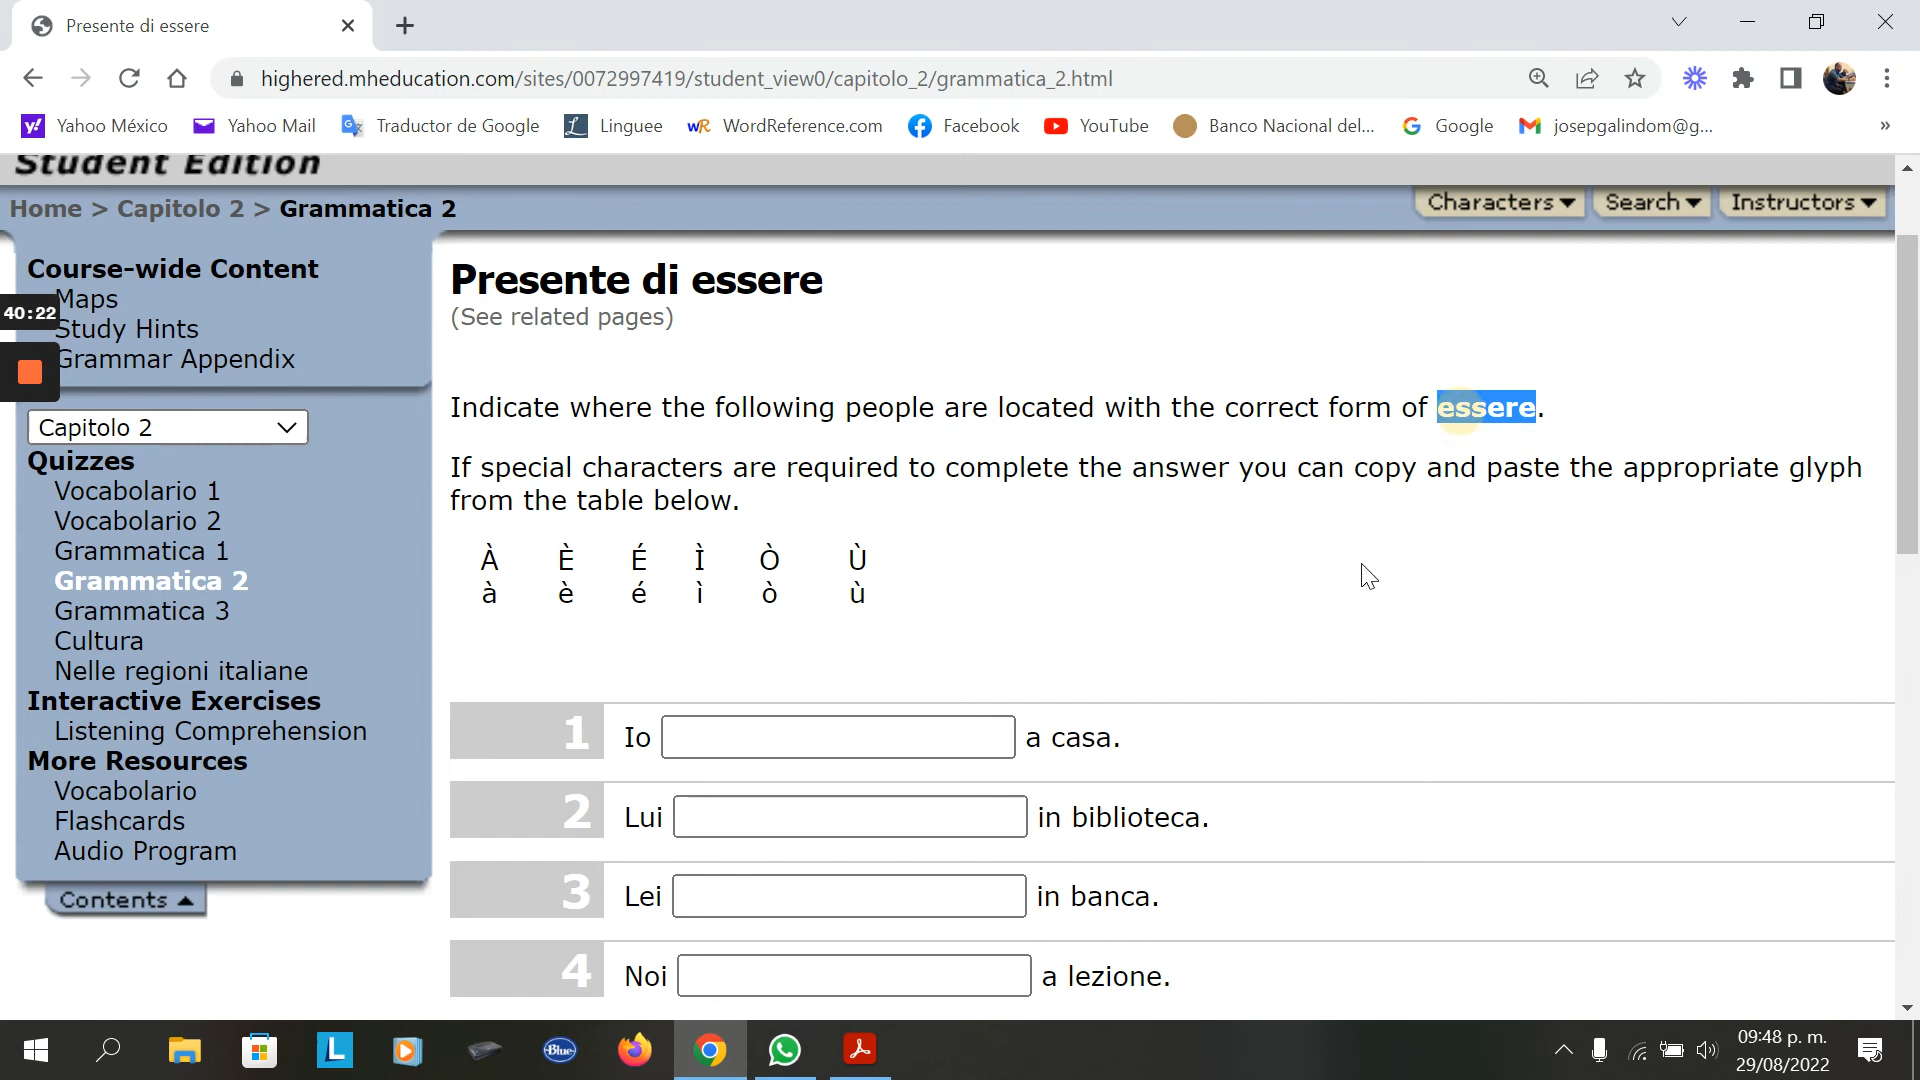 Presente di essere
highered.mheducation.com/sites/0072997419/student_view0/capitolo_2/grammatica_2.html
Yahoo México
Yahoo Mail
Traductor de Google
Linguee
WordReference.com
Facebook
YouTube
Banco Nacional del...
Google
josepgalindom@g...
»
Student Edition
Home > Capitolo 2 > Grammatica 2
Characters
Search
Instructors
Course-wide Content
Maps
Study Hints
Grammar Appendix
40:22
Capitolo 2
Quizzes
Vocabolario 1
Vocabolario 2
Grammatica 1
Grammatica 2
Grammatica 3
Cultura
Nelle regioni italiane
Interactive Exercises
Listening Comprehension
More Resources
Vocabolario
Flashcards
Audio Program
Contents
Presente di essere
(See related pages)
Indicate where the following people are located with the correct form of essere.
If special characters are required to complete the answer you can copy and paste the appropriate glyph
from the table below.
À È É Ì Ò Ù
à è é ì ò ù
1 Io a casa.
2 Lui in biblioteca.
3 Lei in banca.
4 Noi a lezione.
Blue
09:48 p. m.
29/08/2022